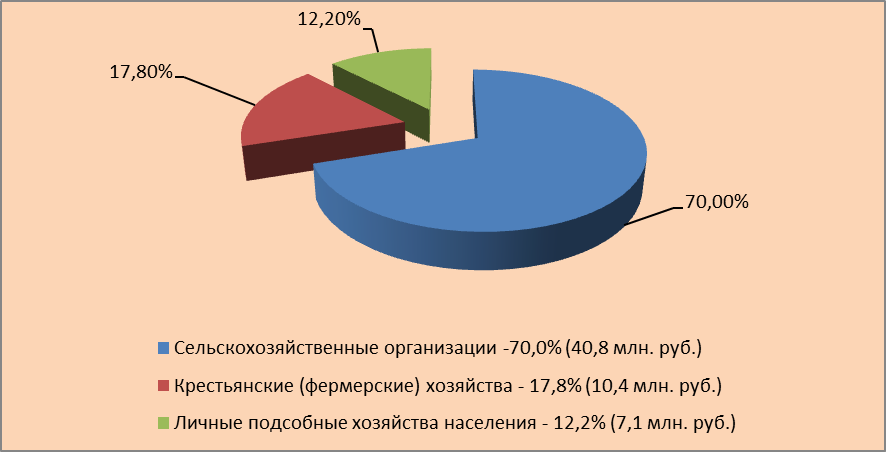 12,20%
17,80%
70,00%
Сельскохозяйственные организации -70,0% (40,8 млн. руб.)
Крестьянские (фермерские) хозяйства - 17,8% (10,4 млн. руб.)
Личные подсобные хозяйства населения - 12,2% (7,1 млн. руб.)